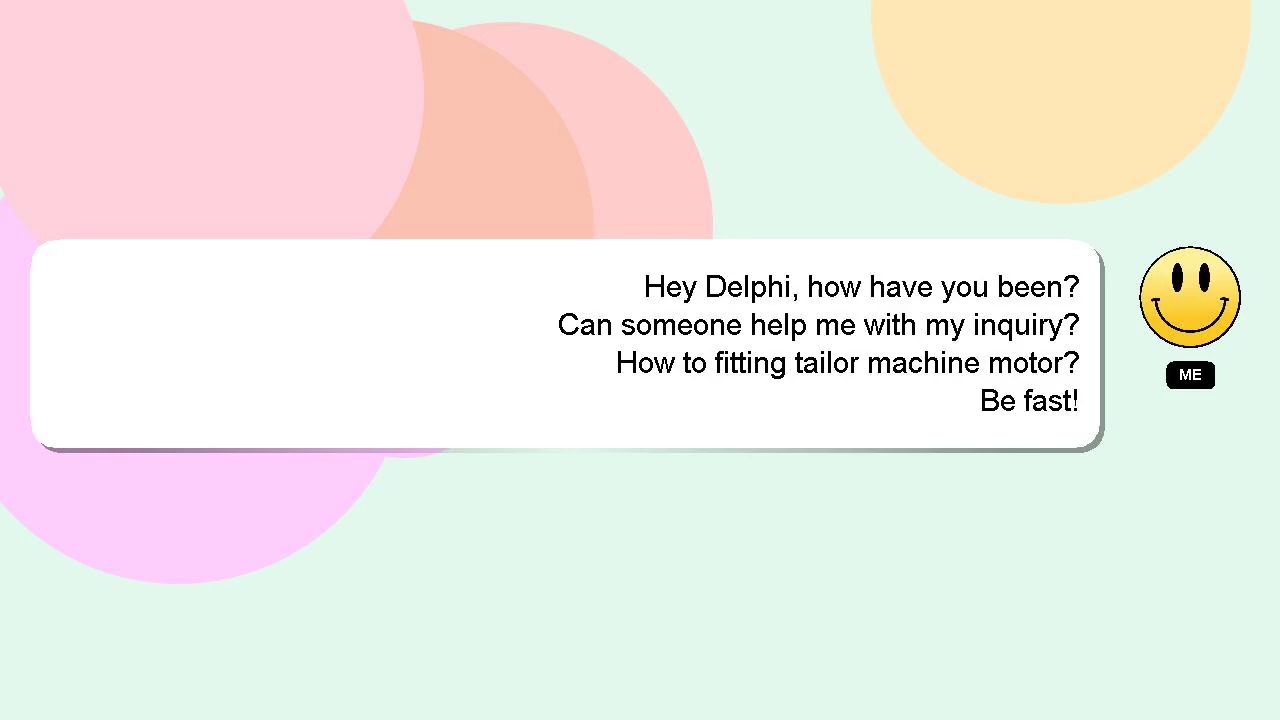 Hey Delphi, how have you been?
Can someone help me with my inquiry?
How to fitting tailor machine motor?
Be fast!
ME